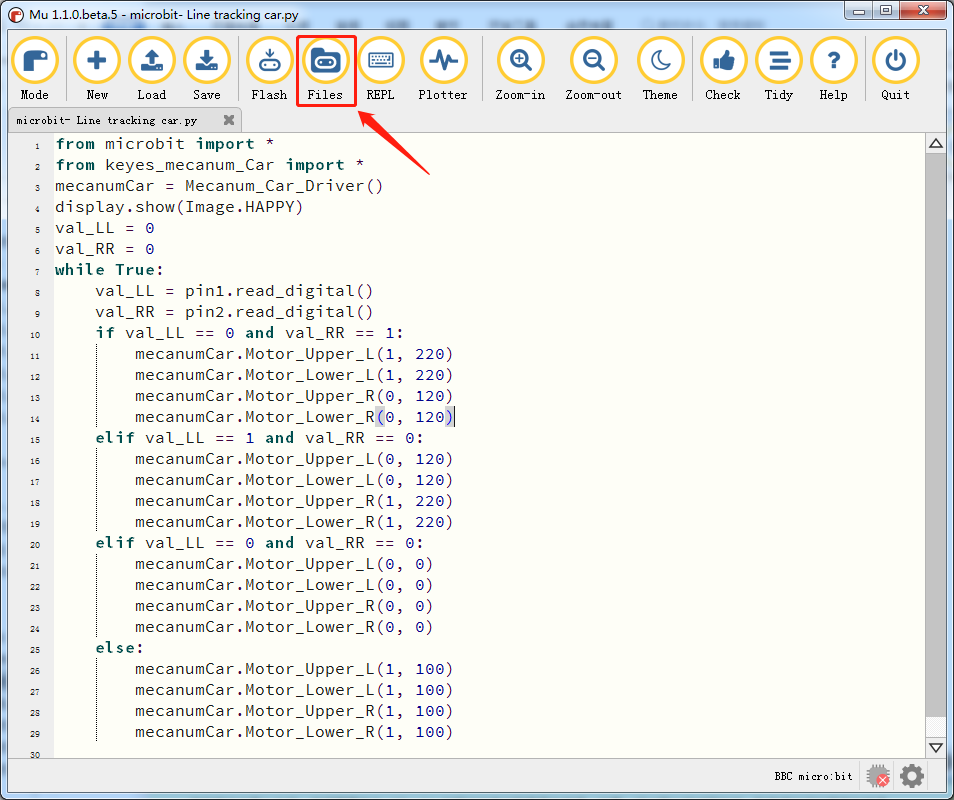 Mu 1.1.0.beta.5 - microbit- Line tracking car.py
Mode New Load Save Flash Files REPL Plotter Zoom-in Zoom-out Theme Check Tidy Help Quit
microbit- Line tracking car.py
1 from microbit import *
2 from keyes_mecanum_Car import *
3 mecanumCar = Mecanum_Car_Driver()
4 display.show(Image.HAPPY)
5 val_LL = 0
6 val_RR = 0
7 while True:
8     val_LL = pin1.read_digital()
9     val_RR = pin2.read_digital()
10     if val_LL == 0 and val_RR == 1:
11         mecanumCar.Motor_Upper_L(1, 220)
12         mecanumCar.Motor_Lower_L(1, 220)
13         mecanumCar.Motor_Upper_R(0, 120)
14         mecanumCar.Motor_Lower_R(0, 120)
15     elif val_LL == 1 and val_RR == 0:
16         mecanumCar.Motor_Upper_L(0, 120)
17         mecanumCar.Motor_Lower_L(0, 120)
18         mecanumCar.Motor_Upper_R(1, 220)
19         mecanumCar.Motor_Lower_R(1, 220)
20     elif val_LL == 0 and val_RR == 0:
21         mecanumCar.Motor_Upper_L(0, 0)
22         mecanumCar.Motor_Lower_L(0, 0)
23         mecanumCar.Motor_Upper_R(0, 0)
24         mecanumCar.Motor_Lower_R(0, 0)
25     else:
26         mecanumCar.Motor_Upper_L(1, 100)
27         mecanumCar.Motor_Lower_L(1, 100)
28         mecanumCar.Motor_Upper_R(1, 100)
29         mecanumCar.Motor_Lower_R(1, 100)
30
BBC micro:bit